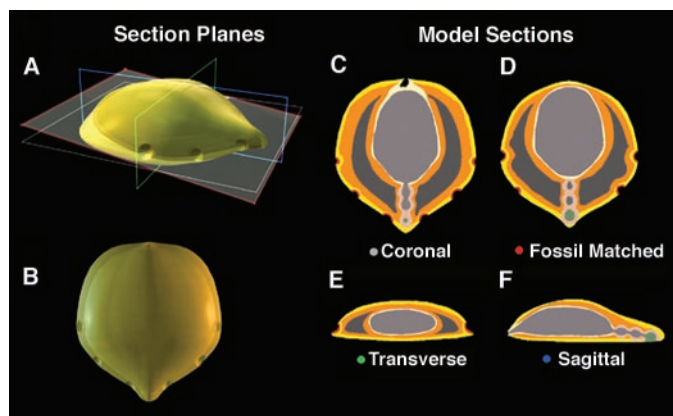 Section Planes
Model Sections
A
C
D
B
Coronal
Fossil Matched
E
F
Transverse
Sagittal